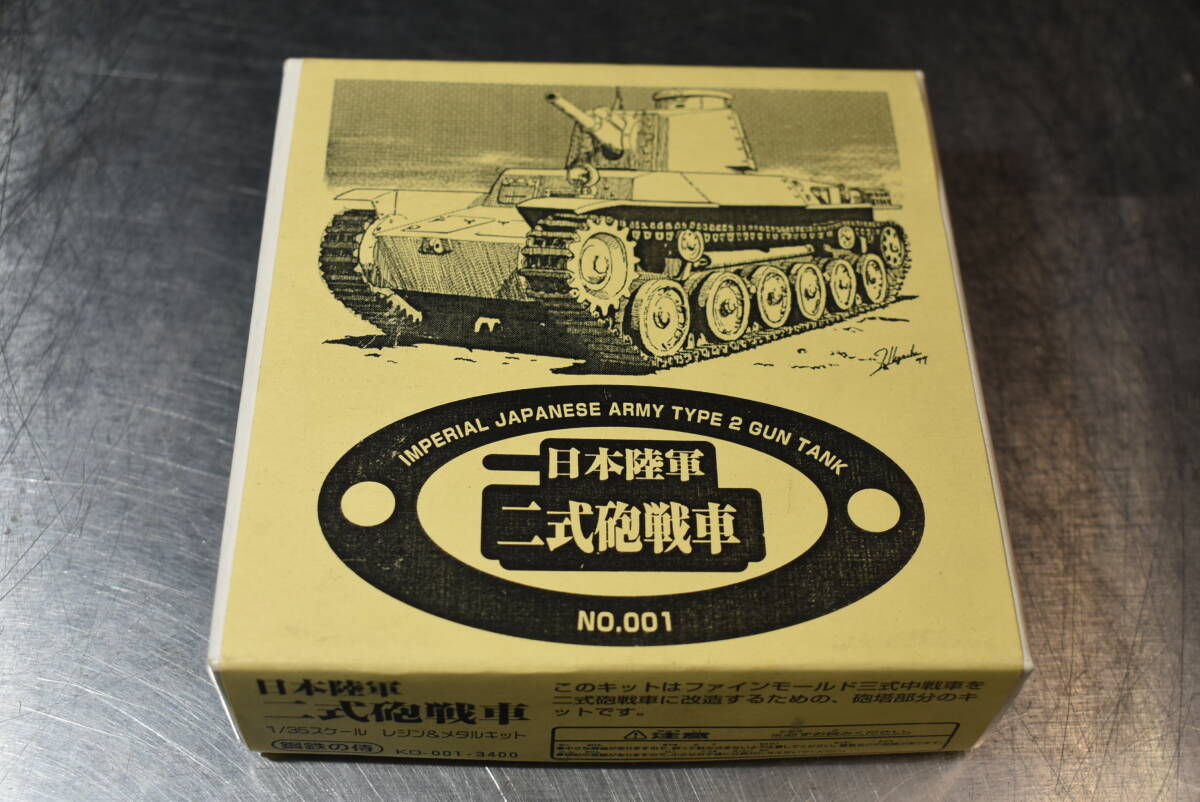 IMPERIAL JAPANESE ARMY TYPE 2 GUN TANK
日本陸軍
二式砲戦車
NO.001
日本陸軍
二式砲戦車
1/35スケール レジン&メタルキット
鋼鉄の侍 KO-001-3400
このキットはファインモールド三式中戦車を
二式砲戦車に改造するための、砲塔部分のキ
ットです。
⚠注意